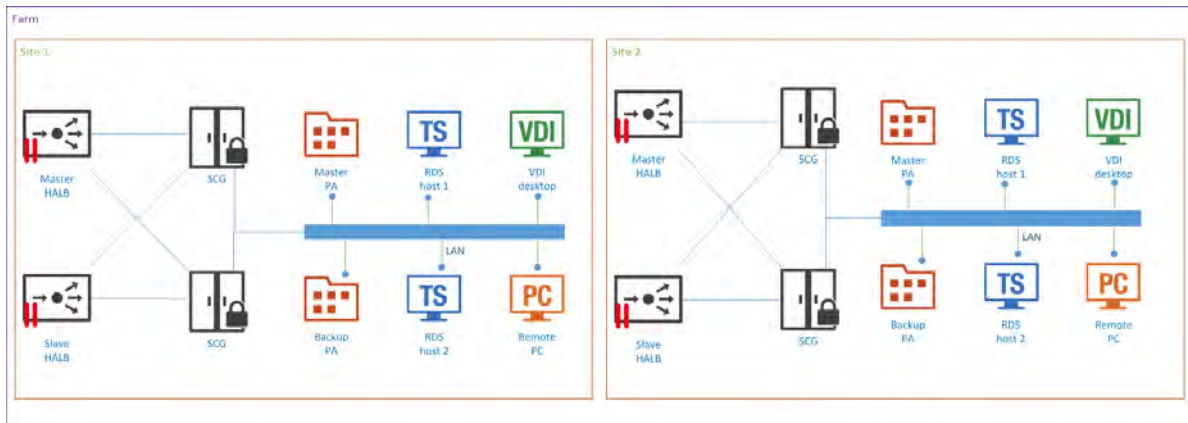 Farm
Site 1
Master
HALB
SCG
Master
PA
TS
RDS
host 1
VDI
VDI
desktop
LAN
Slave
HALB
SCG
Backup
PA
TS
RDS
host 2
PC
Remote
PC
Site 2
Master
HALB
SCG
Master
PA
TS
RDS
host 1
VDI
VDI
desktop
LAN
Slave
HALB
SCG
Backup
PA
TS
RDS
host 2
PC
Remote
PC